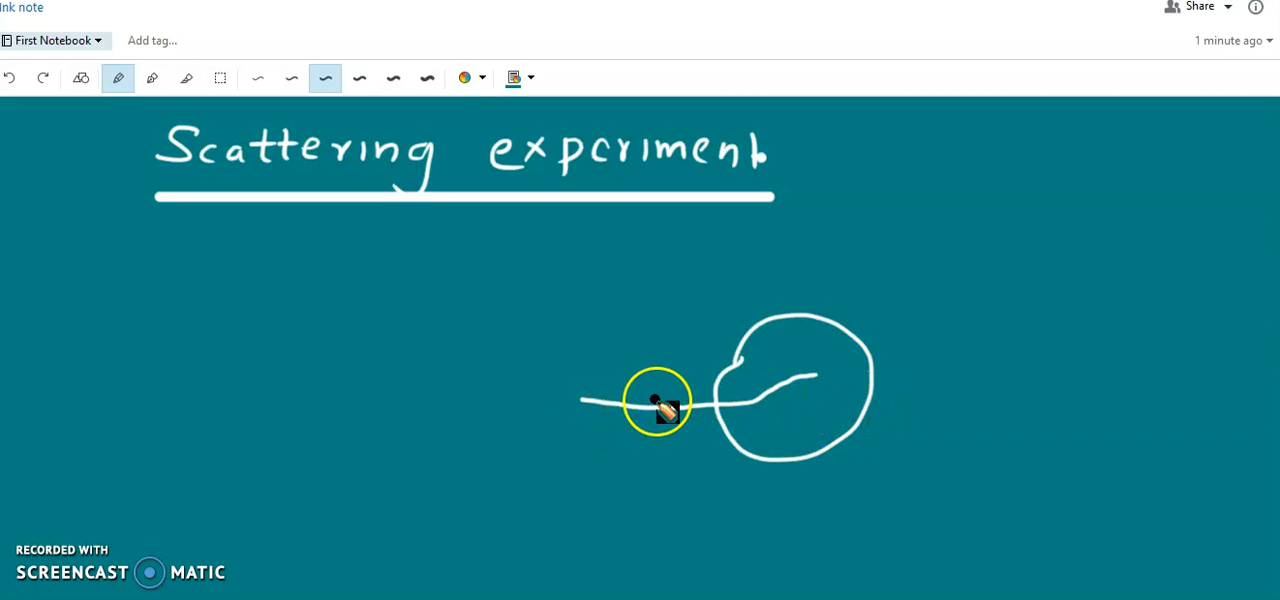 Ink note
Share
First Notebook
Add tag...
1 minute ago
Scattering experiment
RECORDED WITH
SCREENCAST MATIC